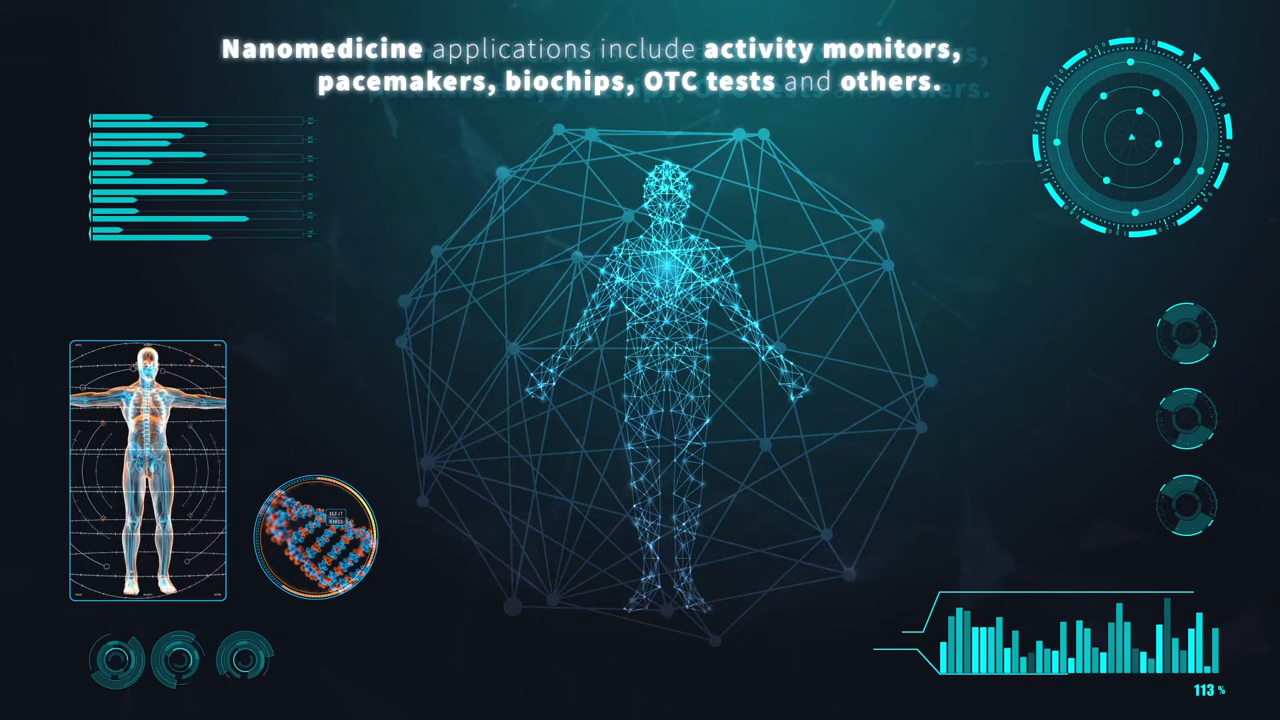 Nanomedicine applications include activity monitors,
pacemakers, biochips, OTC tests and others.
113 %